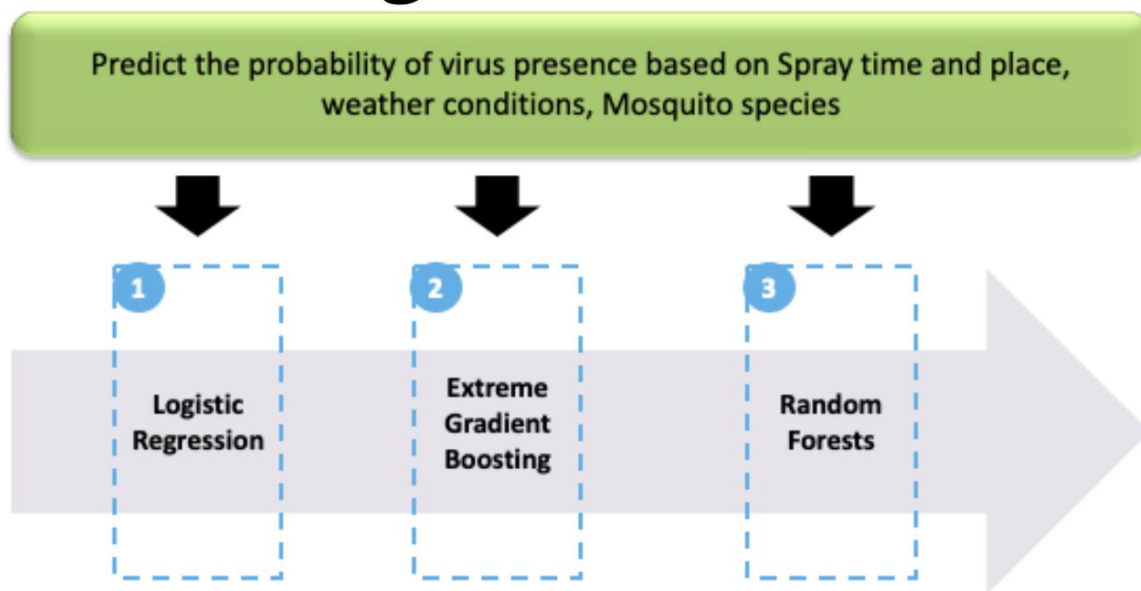 Predict the probability of virus presence based on Spray time and place,
weather conditions, Mosquito species
1
2
3
Logistic
Regression
Extreme
Gradient
Boosting
Random
Forests